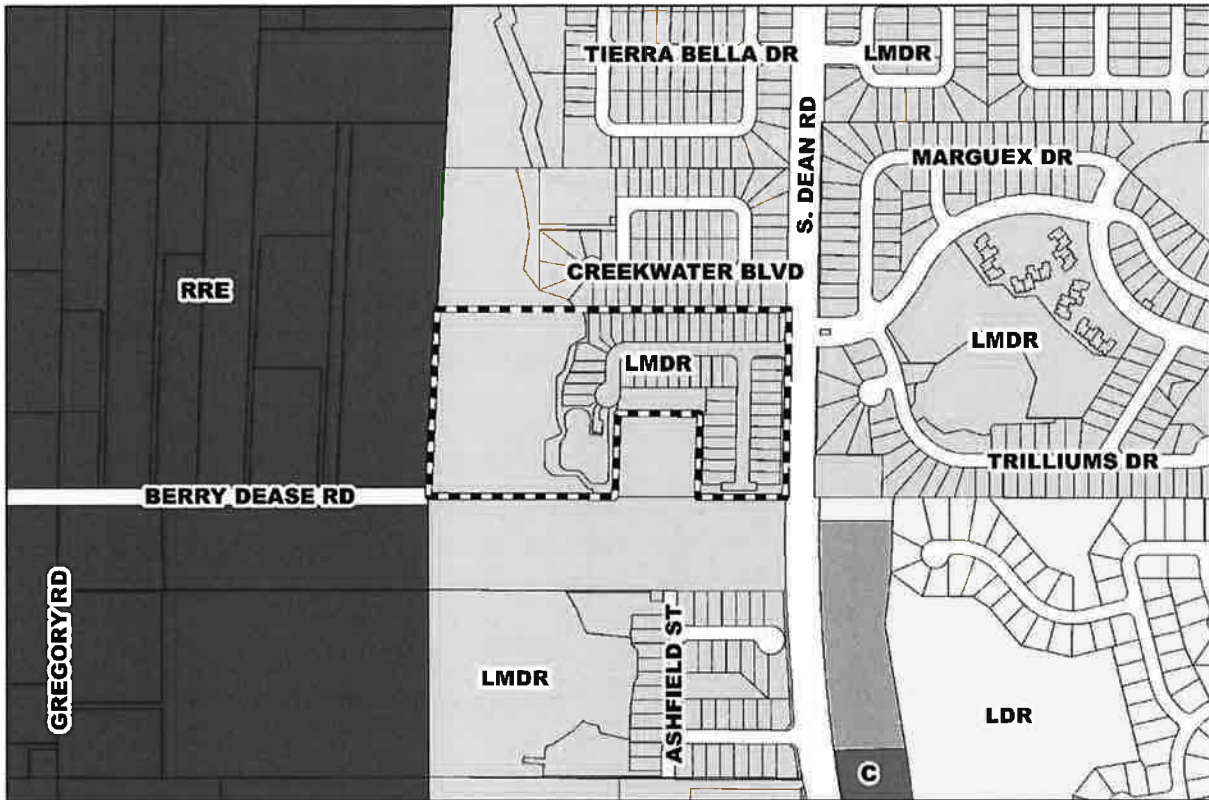 TIERRA BELLA DR
LMDR
S. DEAN RD
MARGUEX DR
RRE
CREEKWATER BLVD
LMDR
LMDR
TRILLIUMS DR
BERRY DEASE RD
GREGORY RD
ASHFIELD ST
LMDR
LDR
C